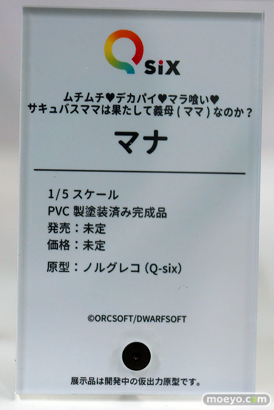 Q six
ムチムチ♥デカパイ♥マラ喰い♥
サキュバスママは果たして義母(ママ)なのか？
マナ
1/5 スケール
PVC 製塗装済み完成品
発売：未定
価格：未定
原型：ノルグレコ（Q-six）
©ORCSOFT/DWARFSOFT
展示品は開発中の仮出力原型です。
moeyo.com